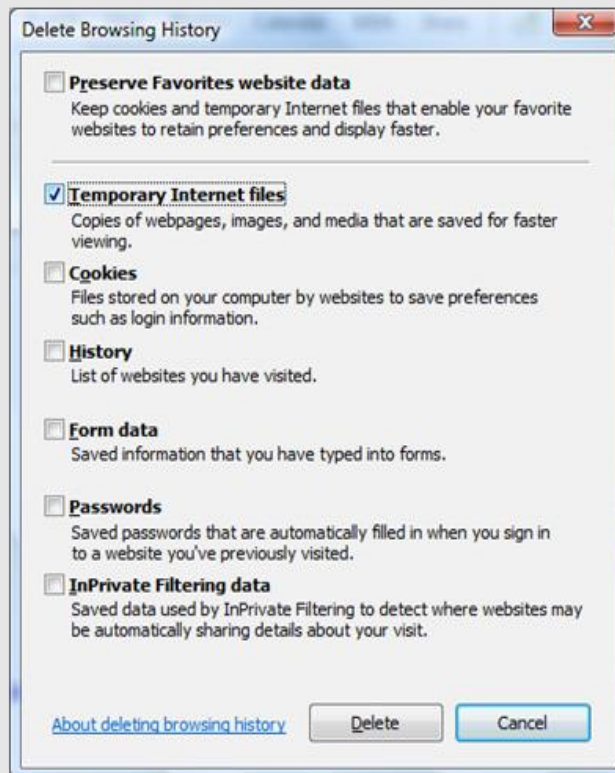 Delete Browsing History
Preserve Favorites website data
Keep cookies and temporary Internet files that enable your favorite
websites to retain preferences and display faster.
Temporary Internet files
Copies of webpages, images, and media that are saved for faster
viewing.
Cookies
Files stored on your computer by websites to save preferences
such as login information.
History
List of websites you have visited.
Form data
Saved information that you have typed into forms.
Passwords
Saved passwords that are automatically filled in when you sign in
to a website you've previously visited.
InPrivate Filtering data
Saved data used by InPrivate Filtering to detect where websites may
be automatically sharing details about your visit.
About deleting browsing history
Delete
Cancel